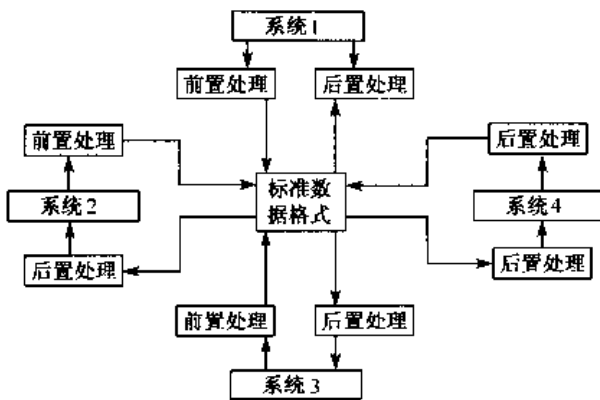 系统1
前置处理
后置处理
前置处理
后置处理
标准数
据格式
系统2
系统4
后置处理
后置处理
前置处理
后置处理
系统3